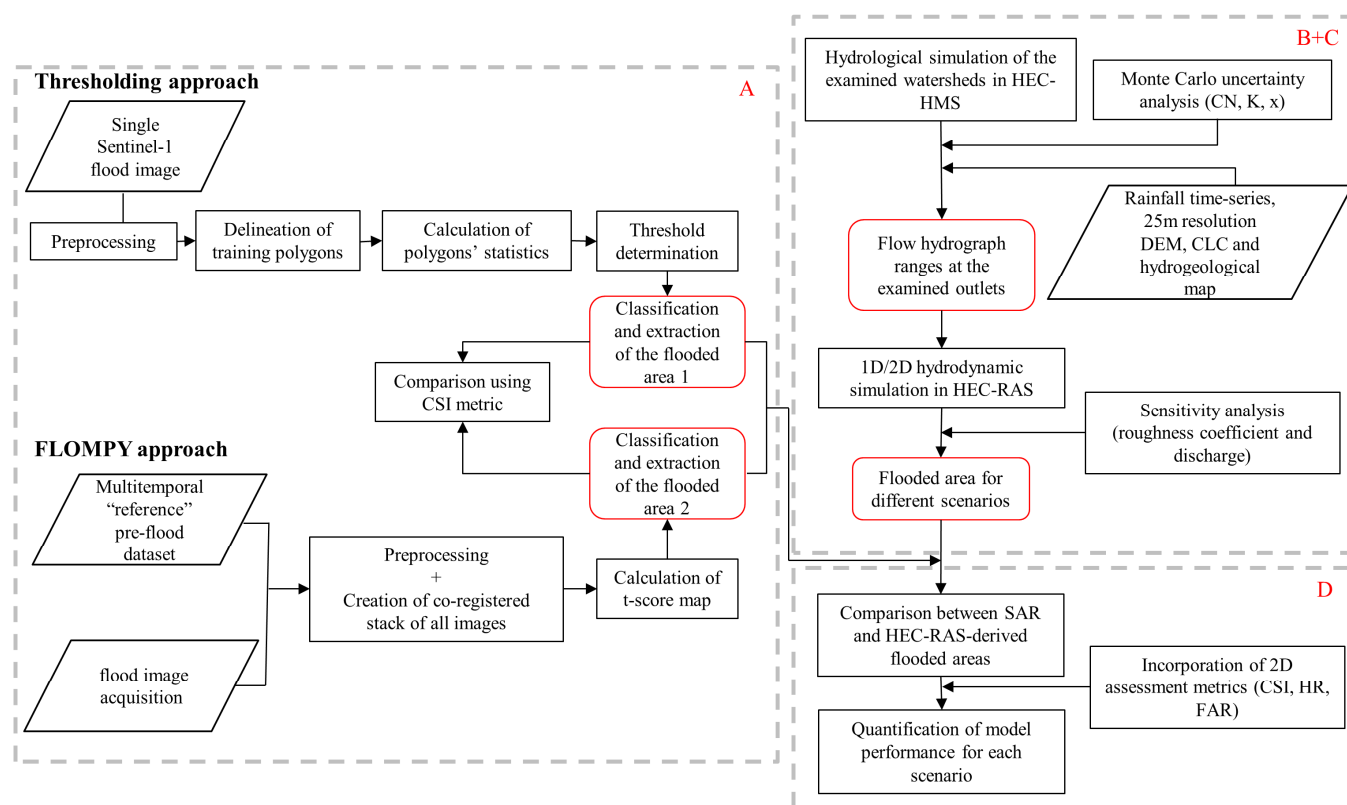 Thresholding approach
A
Single
Sentinel-1
flood image
Preprocessing
Delineation of
training polygons
Calculation of
polygons' statistics
Threshold
determination
Classification
and extraction
of the flooded
area 1
Comparison using
CSI metric
Classification
and extraction
of the flooded
area 2
FLOMPY approach
Multitemporal
“reference”
pre-flood
dataset
flood image
acquisition
Preprocessing
+
Creation of co-registered
stack of all images
Calculation of
t-score map
B+C
Hydrological simulation of the
examined watersheds in HEC-
HMS
Monte Carlo uncertainty
analysis (CN, K, x)
Rainfall time-series,
25m resolution
DEM, CLC and
hydrogeological
map
Flow hydrograph
ranges at the
examined outlets
1D/2D hydrodynamic
simulation in HEC-RAS
Sensitivity analysis
(roughness coefficient and
discharge)
Flooded area for
different scenarios
D
Comparison between SAR
and HEC-RAS-derived
flooded areas
Incorporation of 2D
assessment metrics (CSI, HR,
FAR)
Quantification of model
performance for each
scenario